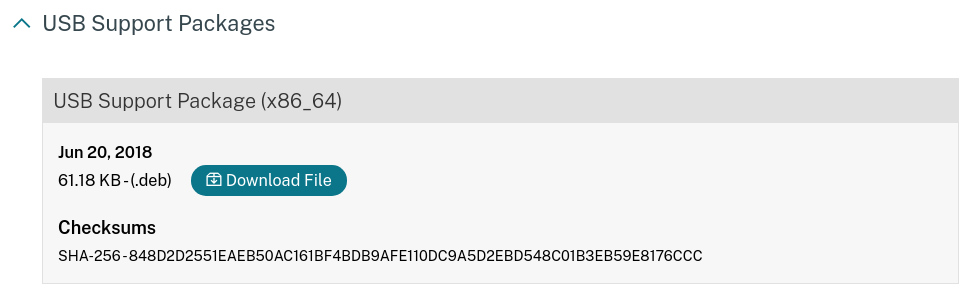 USB Support Packages
USB Support Package (x86_64)
Jun 20, 2018
61.18 KB - (.deb) Download File
Checksums
SHA-256 - 848D2D2551EAEB50AC161BF4BDB9AFE110DC9A5D2EBD548C01B3EB59E8176CCC